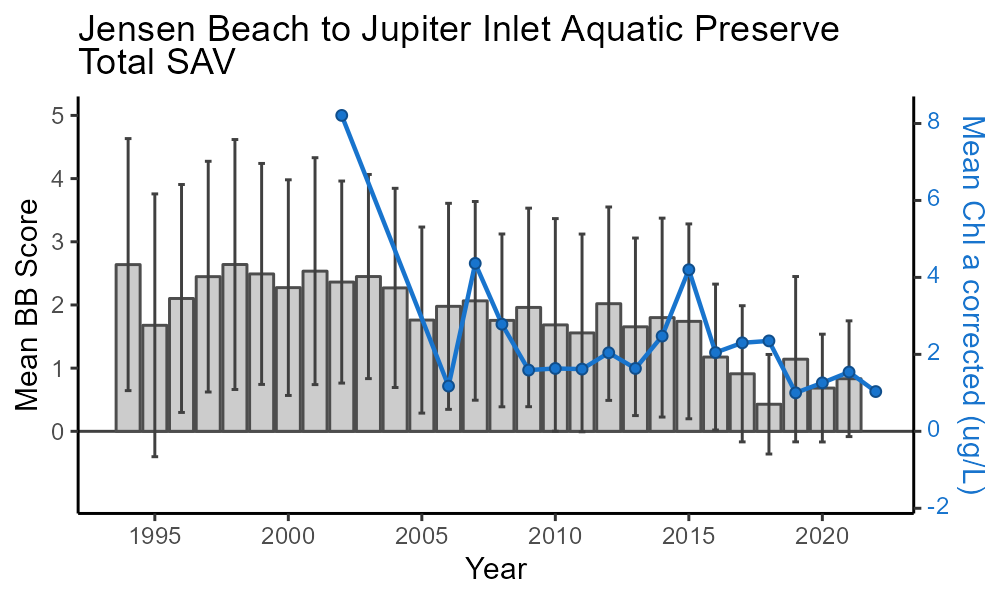 Jensen Beach to Jupiter Inlet Aquatic Preserve
Total SAV
5
4
3
2
1
0
Mean BB Score
8
6
4
2
0
-2
Mean Chl a corrected (ug/L)
1995 2000 2005 2010 2015 2020
Year